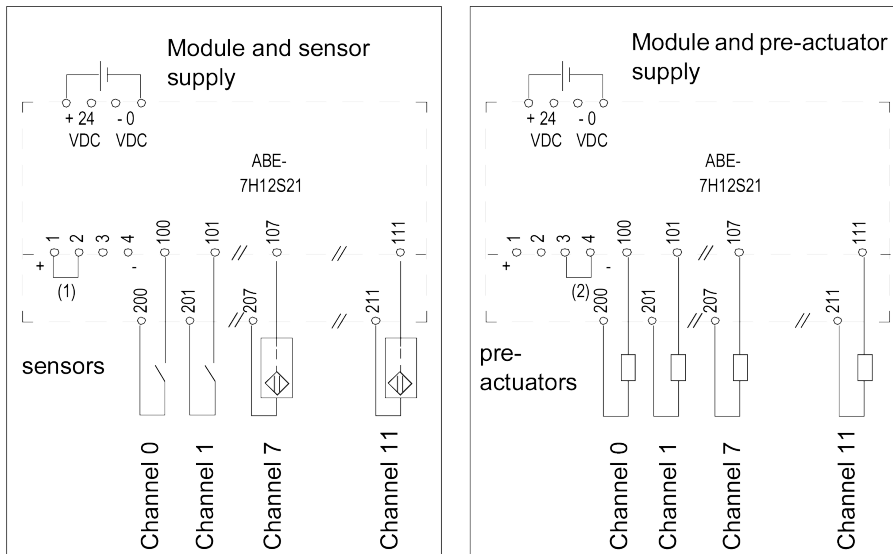 Module and sensor
supply
+ 24 - 0
VDC VDC
ABE-
7H12S21
1 2 3 4 100 101 // 107 // 111
+ -
(1)
200 201 // 207 // 211
sensors
Channel 0
Channel 1
Channel 7
Channel 11
Module and pre-actuator
supply
+ 24 - 0
VDC VDC
ABE-
7H12S21
1 2 3 4 100 101 // 107 111
+ -
(2)
200 201 // 207 // 211
pre-
actuators
Channel 0
Channel 1
Channel 7
Channel 11